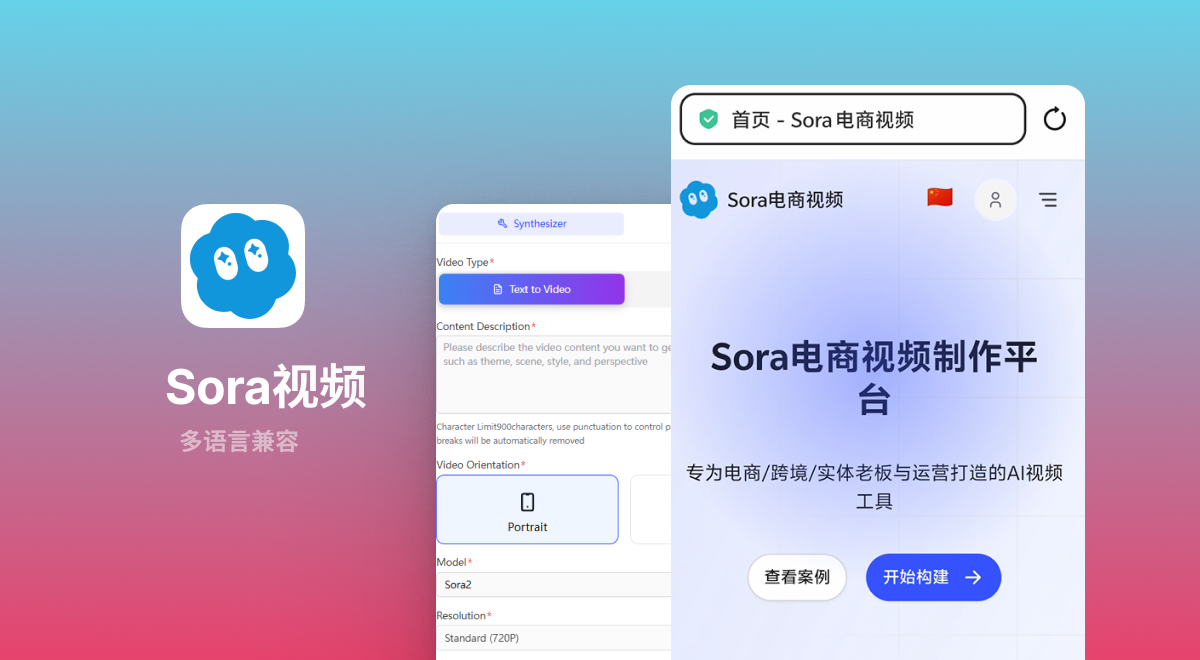 Sora视频
多语言兼容
Synthesizer
Video Type*
Text to Video
Content Description*
Please describe the video content you want to ge
such as theme, scene, style, and perspective
Character Limit900characters, use punctuation to control p
breaks will be automatically removed
Video Orientation*
Portrait
Model*
Sora2
Resolution*
Standard (720P)
首页 - Sora电商视频
Sora电商视频
Sora电商视频制作平
台
专为电商/跨境/实体老板与运营打造的AI视频
工具
查看案例
开始构建